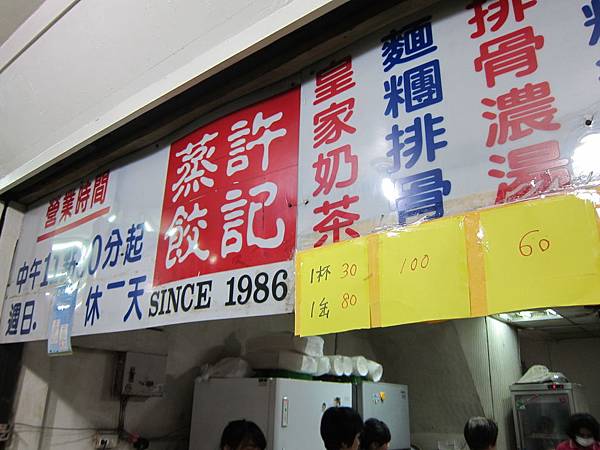 營業時間
中午11 0分起
週日. 休一天
許記
蒸餃
SINCE 1986
皇家奶茶
1杯 30
1缶 80
麵糰排骨
100
排骨濃湯
60